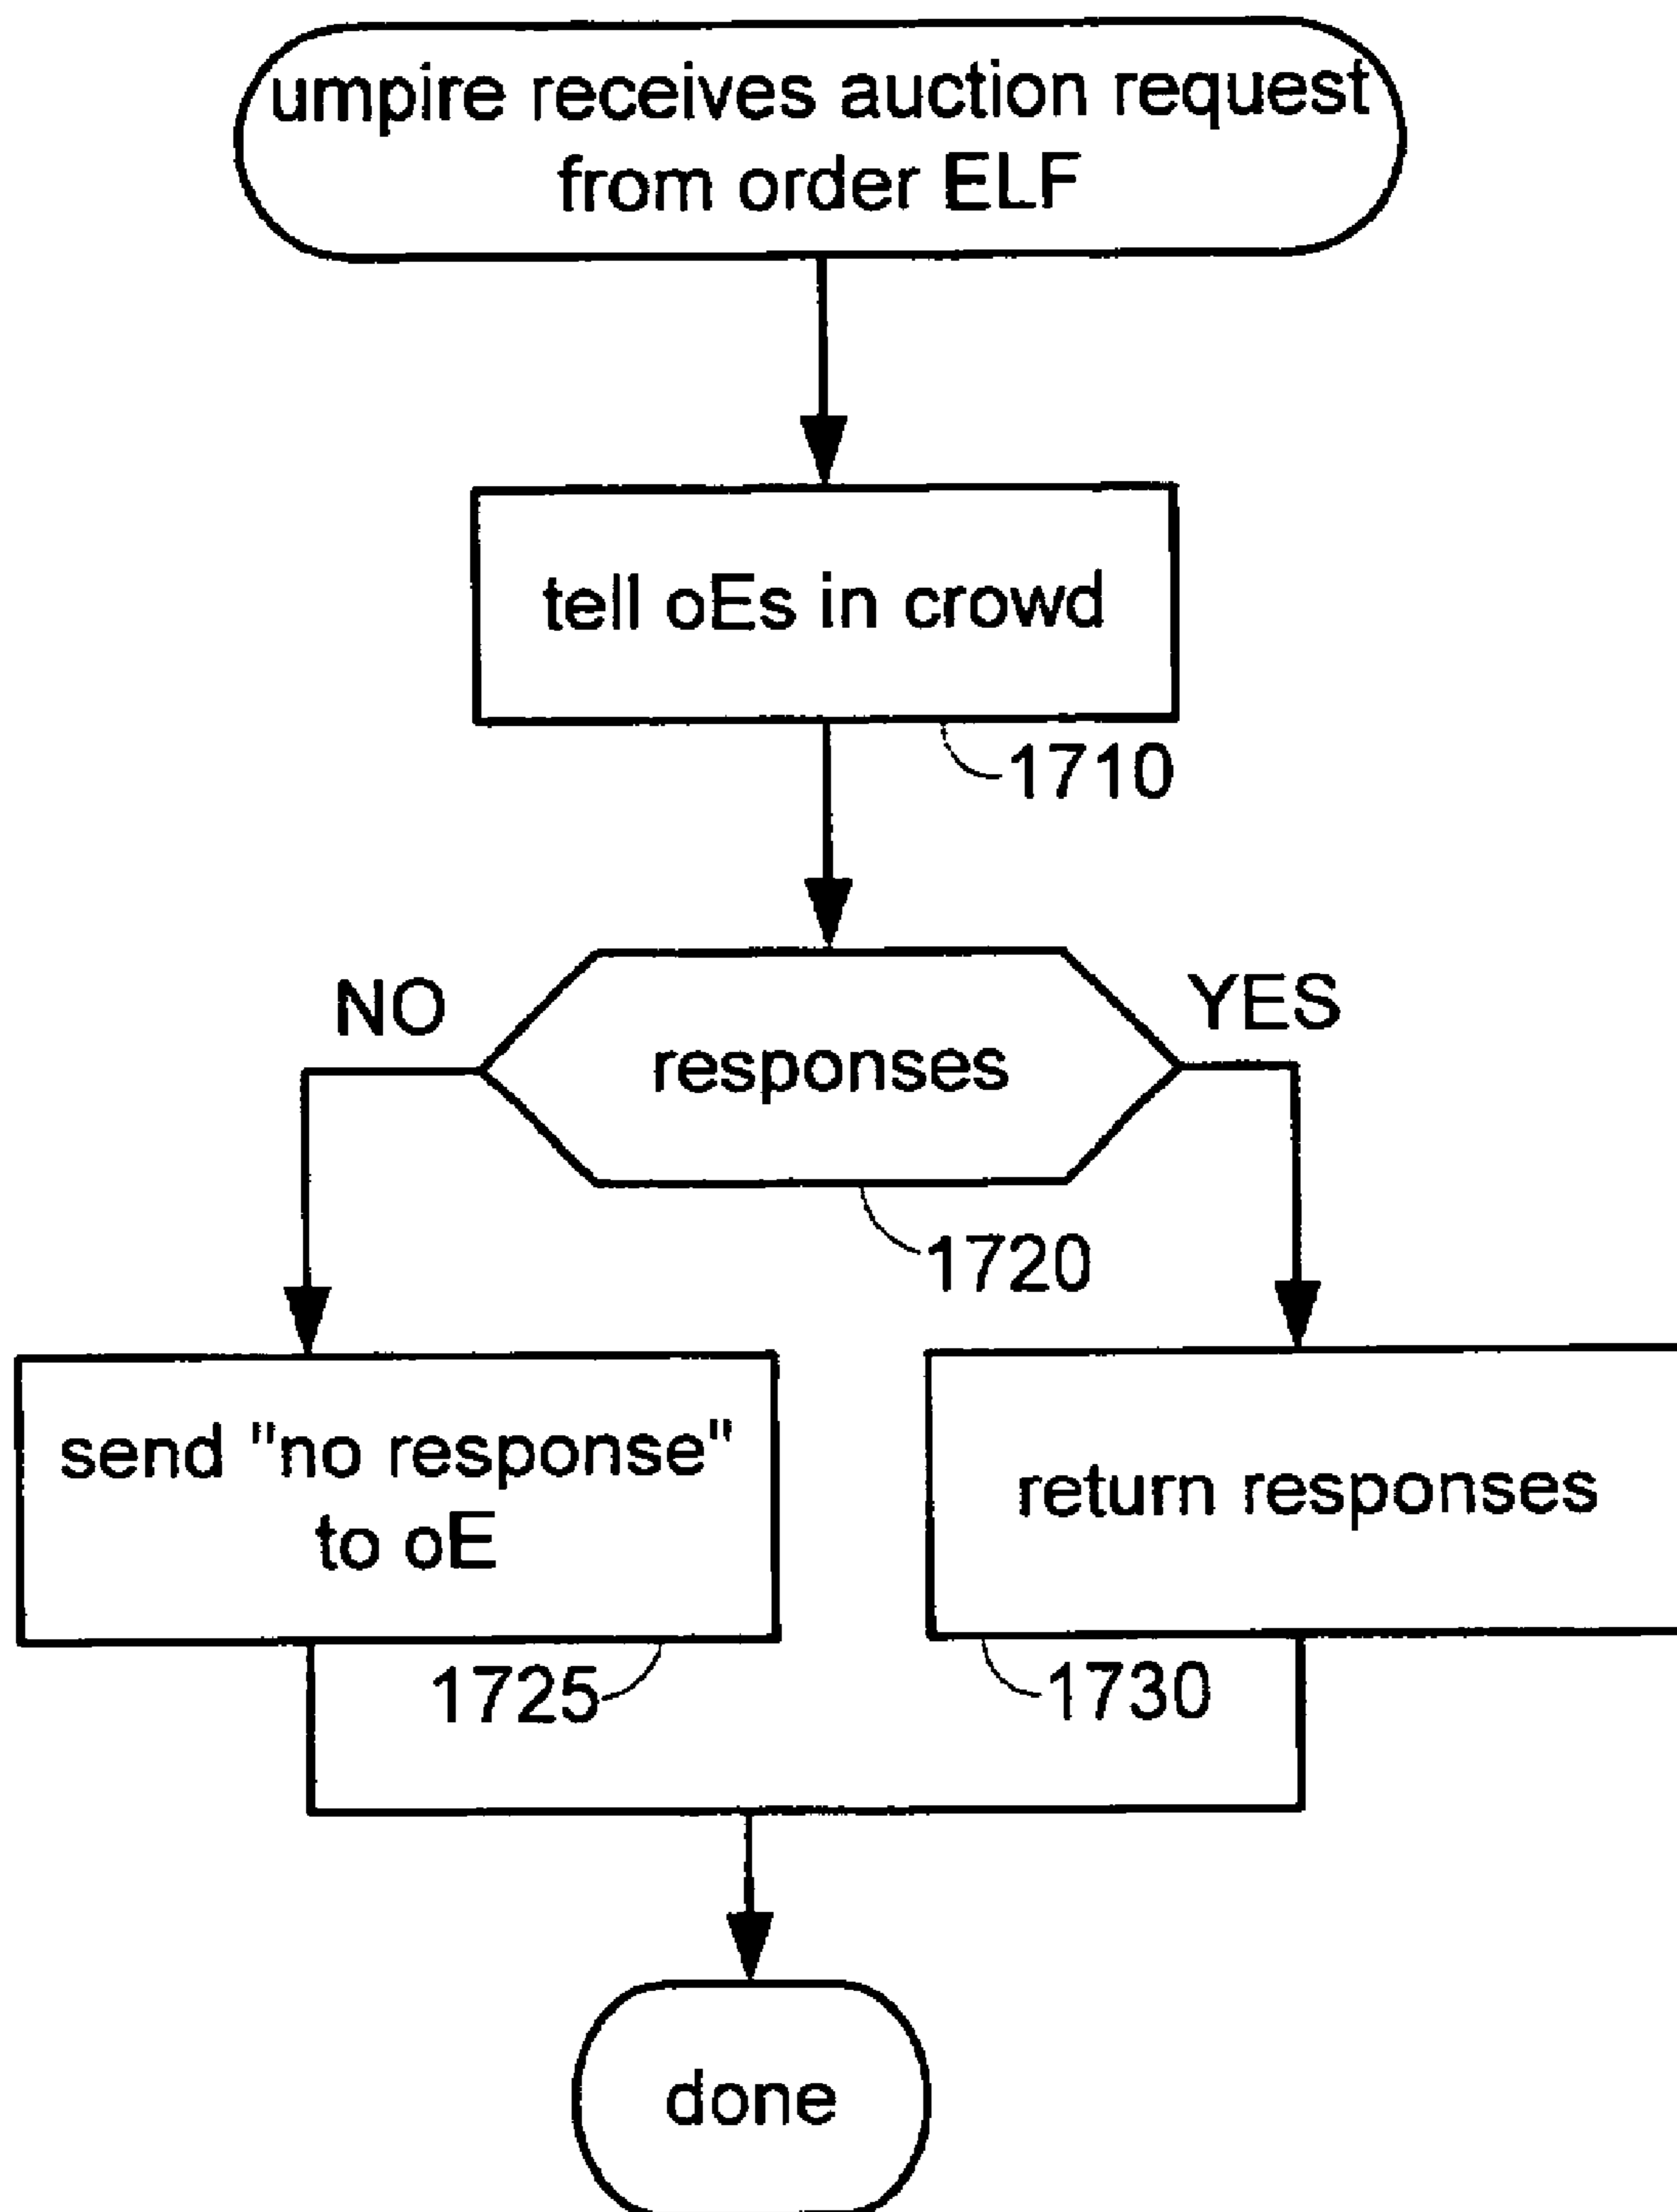 umpire receives auction request
from order ELF
tell oEs in crowd
1710
NO
YES
responses
1720
send "no response"
to oE
return responses
1725
1730
done